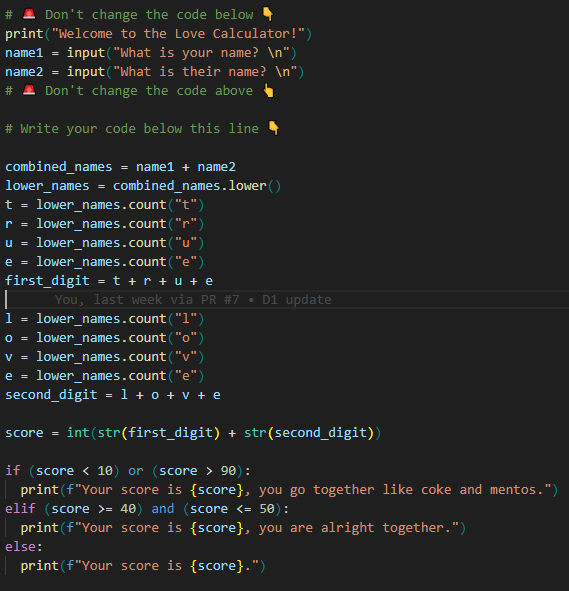 # 🚨 Don't change the code below 👇
print("Welcome to the Love Calculator!")
name1 = input("What is your name? \n")
name2 = input("What is their name? \n")
# 🚨 Don't change the code above 👆
# Write your code below this line 👇
combined_names = name1 + name2
lower_names = combined_names.lower()
t = lower_names.count("t")
r = lower_names.count("r")
u = lower_names.count("u")
e = lower_names.count("e")
first_digit = t + r + u + e
You, last week via PR #7 • D1 update
l = lower_names.count("l")
o = lower_names.count("o")
v = lower_names.count("v")
e = lower_names.count("e")
second_digit = l + o + v + e
score = int(str(first_digit) + str(second_digit))
if (score < 10) or (score > 90):
  print(f"Your score is {score}, you go together like coke and mentos.")
elif (score >= 40) and (score <= 50):
  print(f"Your score is {score}, you are alright together.")
else:
  print(f"Your score is {score}.")